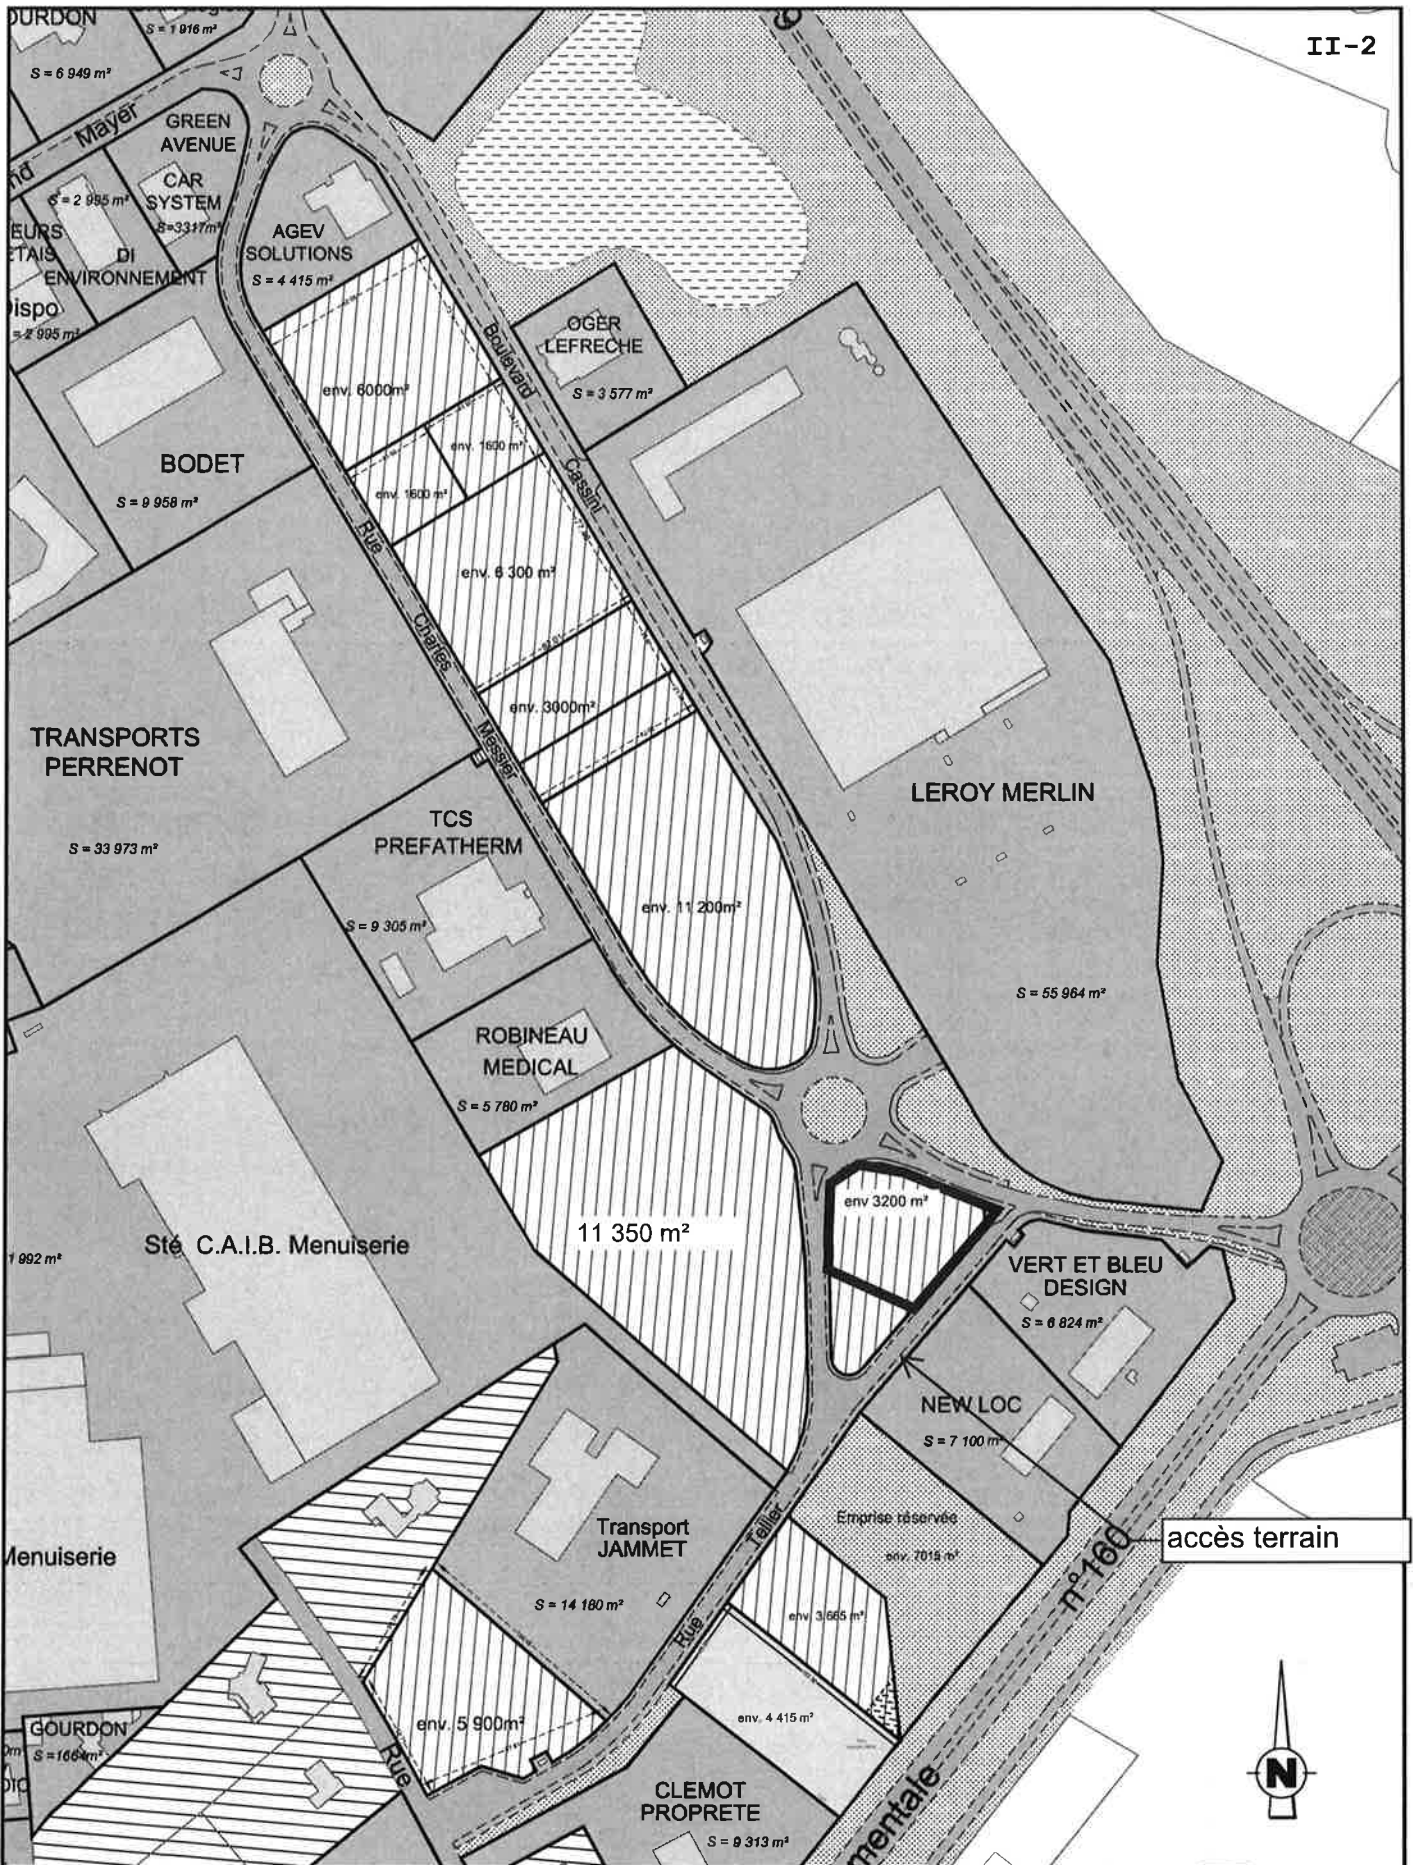 II-2
OURDON
S = 6 949 m²
S = 1 916 m²
Mayer
GREEN
AVENUE
CAR
SYSTEM
S=3317m²
S = 2 995 m²
DI
ENVIRONNEMENT
EURS
ETAIS
Dispo
= 2 995 m²
AGEV
SOLUTIONS
S = 4 415 m²
OGER
LEFRECHE
S = 3 577 m²
Boulevard
Cassini
env. 6000m²
env. 1600 m²
env. 1600 m²
BODET
S = 9 958 m²
Rue
Charles
Messier
env. 6 300 m²
env. 3000m²
TRANSPORTS
PERRENOT
S = 33 973 m²
LEROY MERLIN
S = 55 964 m²
TCS
PREFATHERM
S = 9 305 m²
env. 11 200m²
ROBINEAU
MEDICAL
S = 5 780 m²
env 3200 m²
11 350 m²
Sté C.A.I.B. Menuiserie
1 992 m²
VERT ET BLEU
DESIGN
S = 6 824 m²
NEW LOC
S = 7 100 m²
Emprise réservée
env. 7015 m²
accès terrain
n°160
Transport
JAMMET
S = 14 180 m²
Rue
Tellier
Menuiserie
env. 3 665 m²
env. 4 415 m²
env. 5 900m²
Rue
GOURDON
S =1664m²
CLEMOT
PROPRETE
S = 9 313 m²
mentale
N